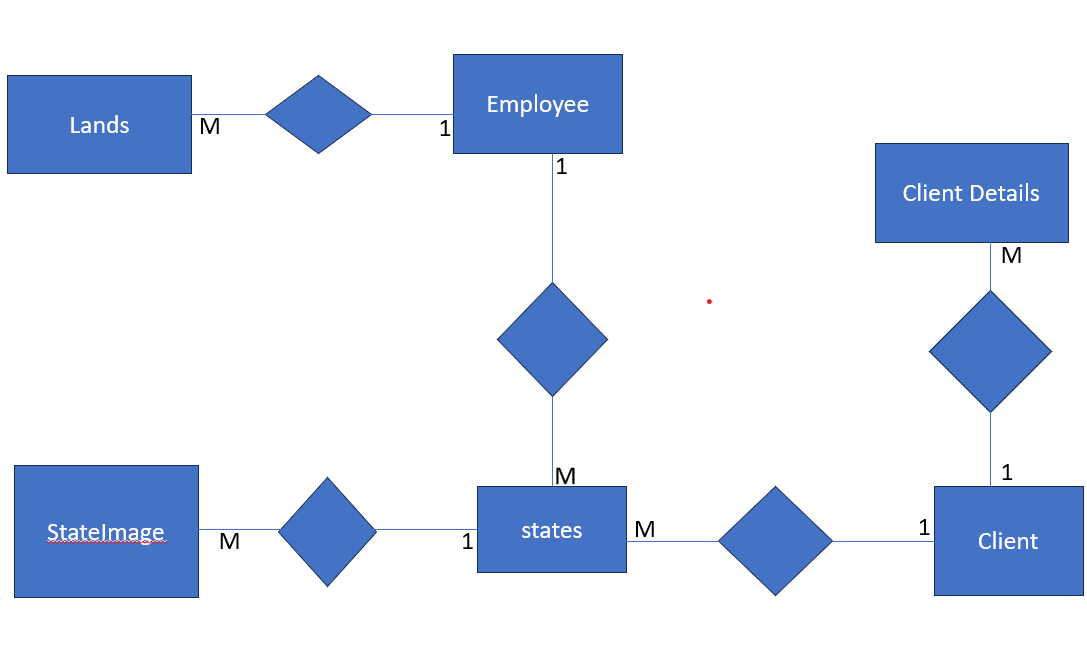 Employee
Lands
M
1
1
Client Details
M
M
1
StateImage
M
1
states
M
1
Client